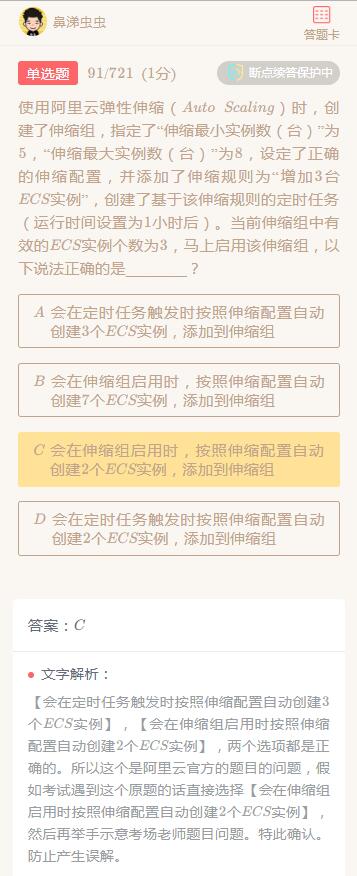 鼻涕虫虫
答题卡
单选题 91/721 (1分) 断点续答保护中
使用阿里云弹性伸缩（Auto Scaling）时，创
建了伸缩组，指定了“伸缩最小实例数（台）”为
5，“伸缩最大实例数（台）”为8，设定了正确
的伸缩配置，并添加了伸缩规则为“增加3台
ECS实例”，创建了基于该伸缩规则的定时任务
（运行时间设置为1小时后）。当前伸缩组中有
效的ECS实例个数为3，马上启用该伸缩组，以
下说法正确的是_______？
A 会在定时任务触发时按照伸缩配置自动
创建3个ECS实例，添加到伸缩组
B 会在伸缩组启用时，按照伸缩配置自动
创建7个ECS实例，添加到伸缩组
C 会在伸缩组启用时，按照伸缩配置自动
创建2个ECS实例，添加到伸缩组
D 会在定时任务触发时按照伸缩配置自动
创建2个ECS实例，添加到伸缩组
答案：C
文字解析：
【会在定时任务触发时按照伸缩配置自动创建3
个ECS实例】，【会在伸缩组启用时按照伸缩
配置自动创建2个ECS实例】，两个选项都是正
确的。所以这个是阿里云官方的题目的问题，假
如考试遇到这个原题的话直接选择【会在伸缩组
启用时按照伸缩配置自动创建2个ECS实例】，
然后再举手示意考场老师题目问题。特此确认。
防止产生误解。